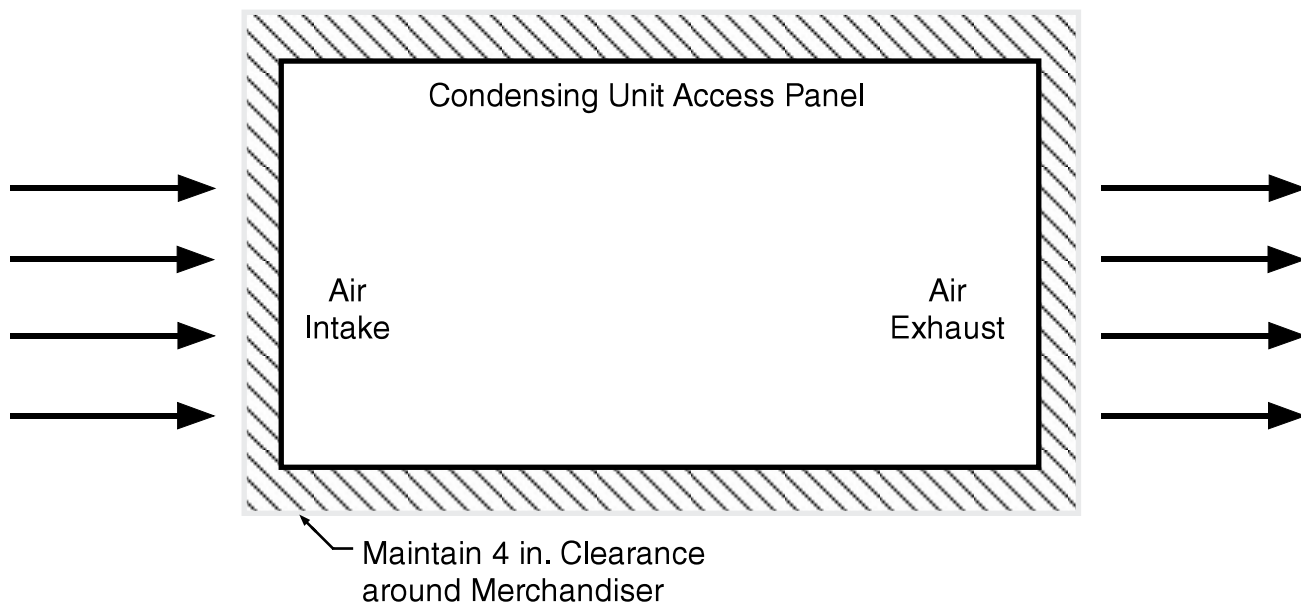 Condensing Unit Access Panel
Air
Intake
Air
Exhaust
Maintain 4 in. Clearance
around Merchandiser